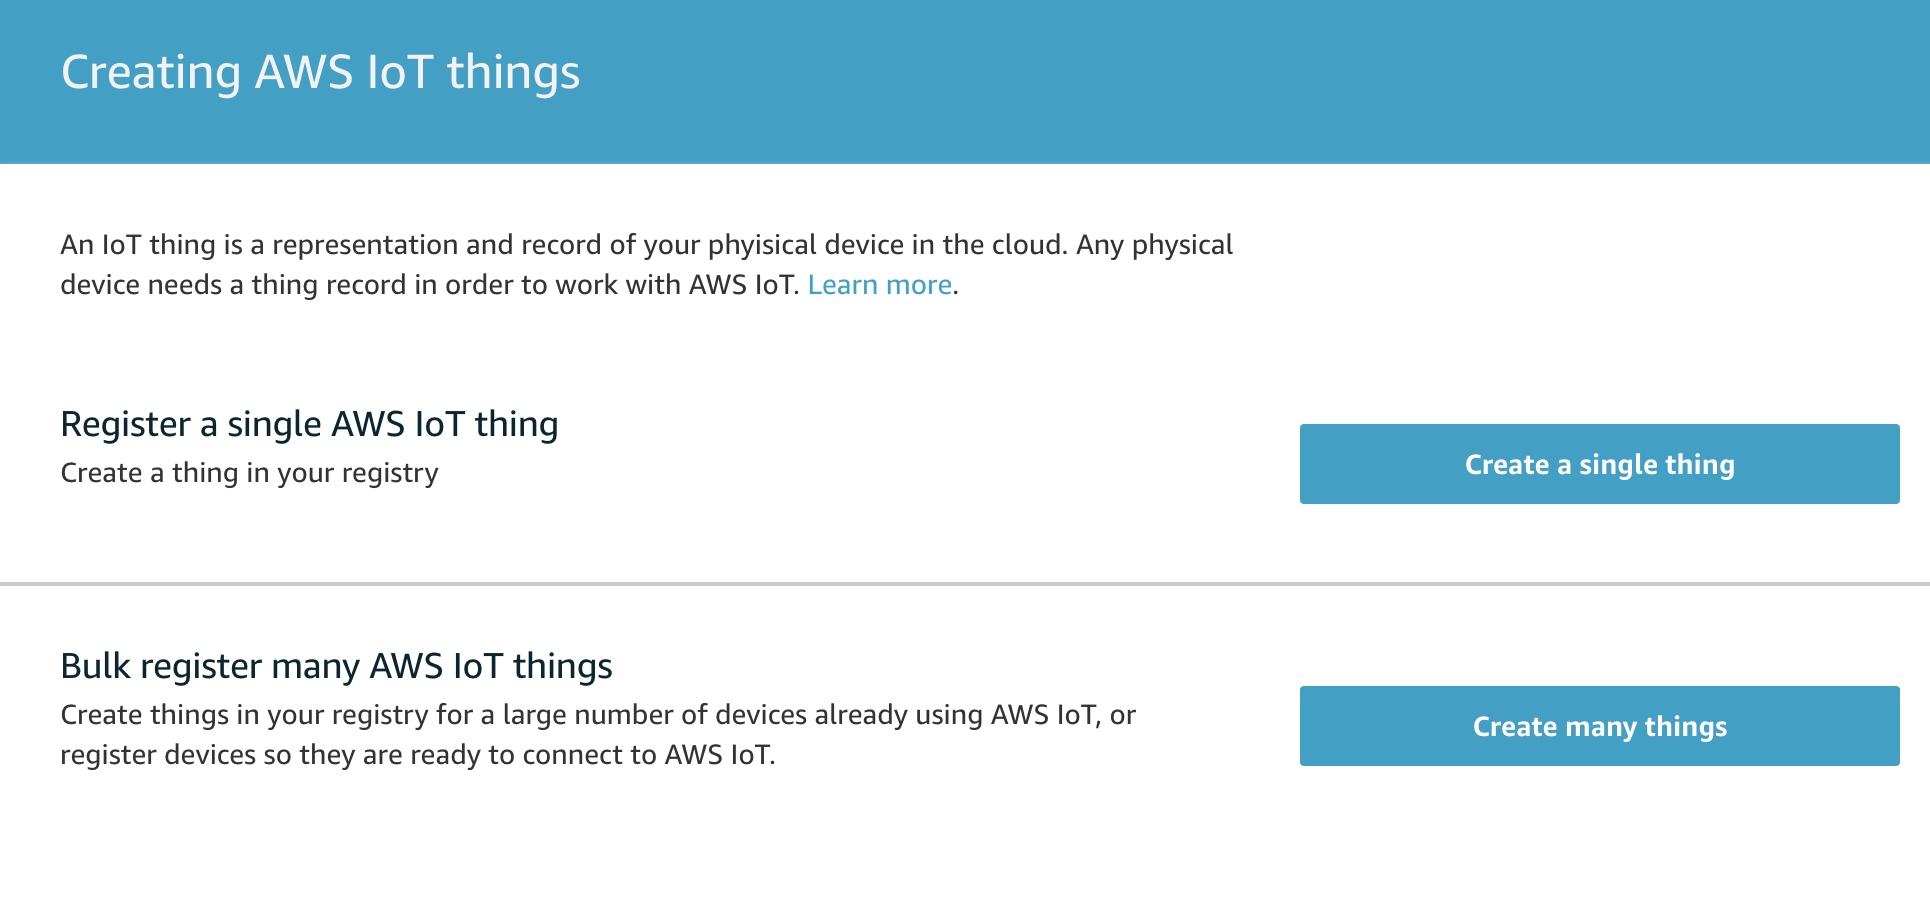 Creating AWS IoT things
An IoT thing is a representation and record of your phyisical device in the cloud. Any physical
device needs a thing record in order to work with AWS IoT. Learn more.
Register a single AWS IoT thing
Create a thing in your registry
Create a single thing
Bulk register many AWS IoT things
Create things in your registry for a large number of devices already using AWS IoT, or
register devices so they are ready to connect to AWS IoT.
Create many things